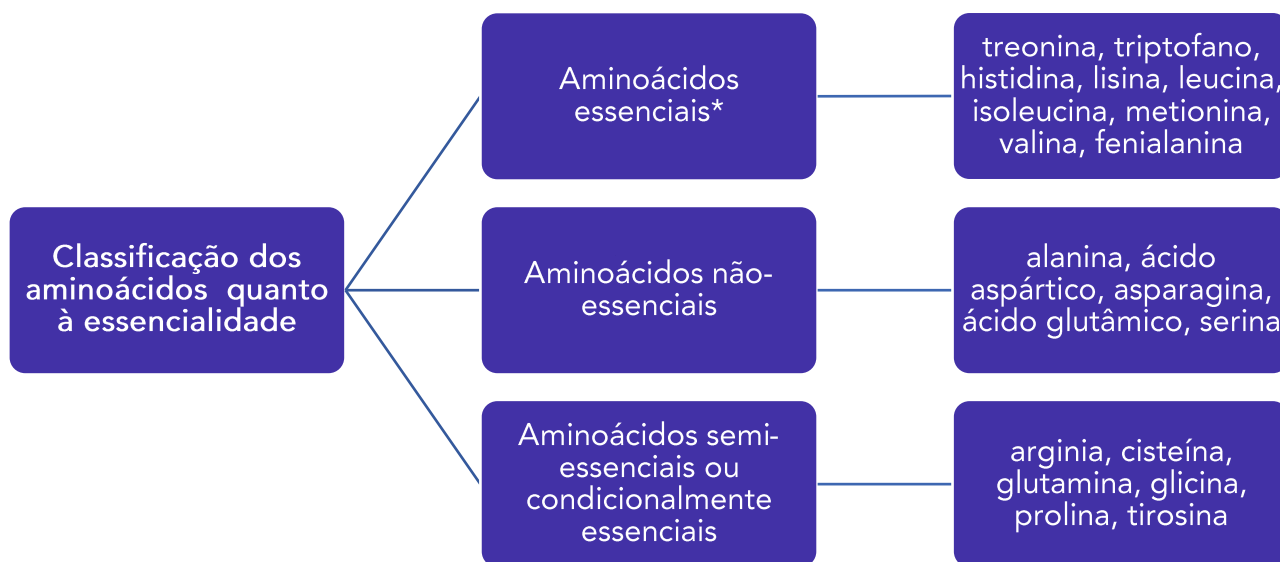 Classificação dos
aminoácidos quanto
à essencialidade
Aminoácidos
essenciais*
treonina, triptofano,
histidina, lisina, leucina,
isoleucina, metionina,
valina, fenialanina
Aminoácidos não-
essenciais
alanina, ácido
aspártico, asparagina,
ácido glutâmico, serina
Aminoácidos semi-
essenciais ou
condicionalmente
essenciais
arginia, cisteína,
glutamina, glicina,
prolina, tirosina